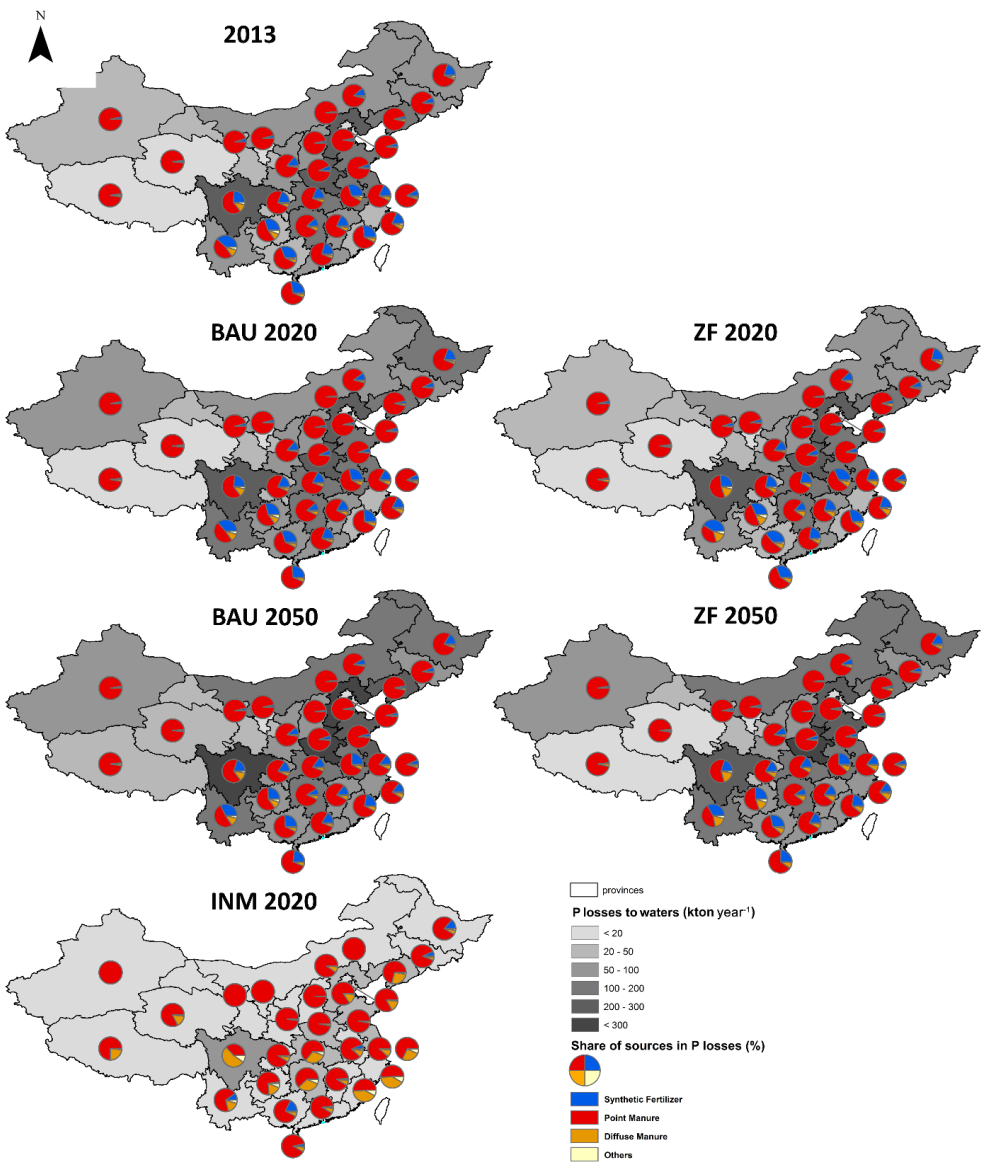 N
2013
BAU 2020
ZF 2020
BAU 2050
ZF 2050
INM 2020
provinces
P losses to waters (kton year⁻¹)
< 20
20 - 50
50 - 100
100 - 200
200 - 300
< 300
Share of sources in P losses (%)
Synthetic Fertilizer
Point Manure
Diffuse Manure
Others